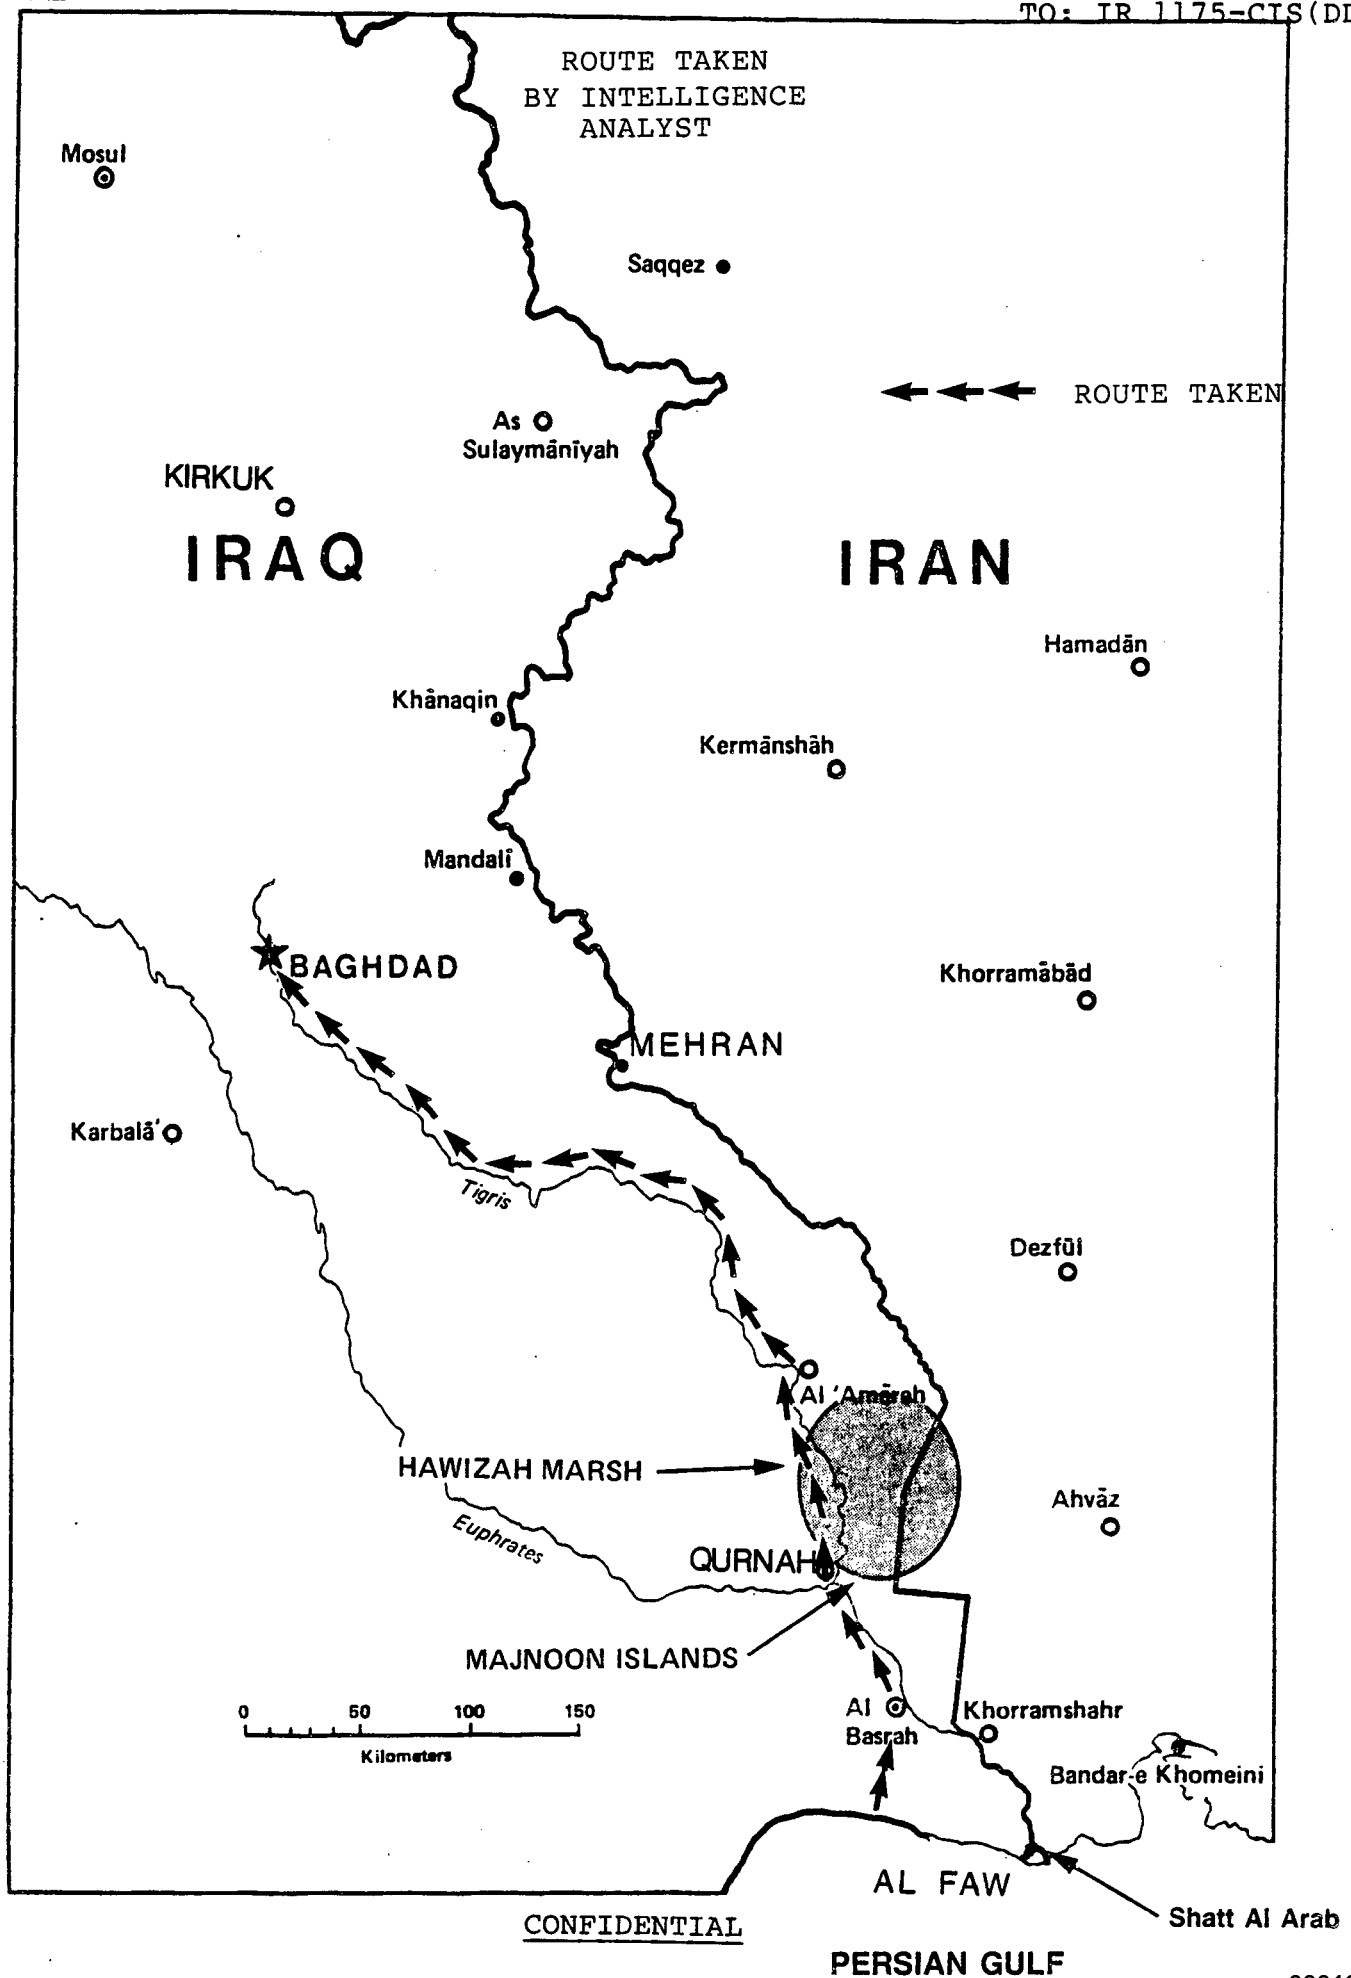 TO: IR 1175-CIS(DI
ROUTE TAKEN
BY INTELLIGENCE
ANALYST
Mosul
Saqqez
ROUTE TAKEN
As
Sulaymānīyah
KIRKUK
IRAQ
IRAN
Hamadān
Khānaqin
Kermānshāh
Mandalī
BAGHDAD
Khorramābād
MEHRAN
Karbalā'
Tigris
Dezfūl
Al 'Amārah
HAWIZAH MARSH
Ahvāz
Euphrates
QURNAH
MAJNOON ISLANDS
0 50 100 150
Kilometers
Al
Basrah
Khorramshahr
Bandar-e Khomeini
AL FAW
Shatt Al Arab
CONFIDENTIAL
PERSIAN GULF